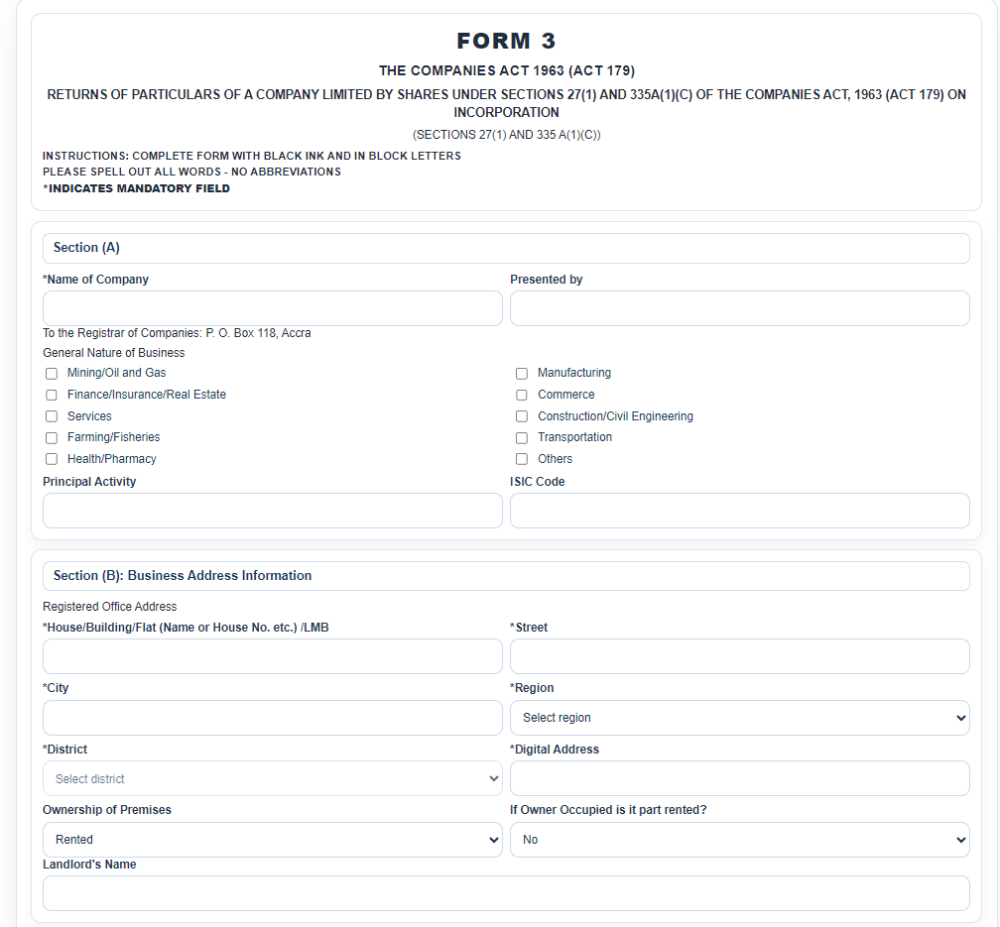 FORM 3
THE COMPANIES ACT 1963 (ACT 179)
RETURNS OF PARTICULARS OF A COMPANY LIMITED BY SHARES UNDER SECTIONS 27(1) AND 335A(1)(C) OF THE COMPANIES ACT, 1963 (ACT 179) ON
INCORPORATION
(SECTIONS 27(1) AND 335 A(1)(C))
INSTRUCTIONS: COMPLETE FORM WITH BLACK INK AND IN BLOCK LETTERS
PLEASE SPELL OUT ALL WORDS - NO ABBREVIATIONS
*INDICATES MANDATORY FIELD
Section (A)
*Name of Company Presented by
To the Registrar of Companies: P. O. Box 118, Accra
General Nature of Business
Mining/Oil and Gas Manufacturing
Finance/Insurance/Real Estate Commerce
Services Construction/Civil Engineering
Farming/Fisheries Transportation
Health/Pharmacy Others
Principal Activity ISIC Code
Section (B): Business Address Information
Registered Office Address
*House/Building/Flat (Name or House No. etc.) /LMB *Street
*City *Region
Select region
*District *Digital Address
Select district
Ownership of Premises If Owner Occupied is it part rented?
Rented No
Landlord's Name